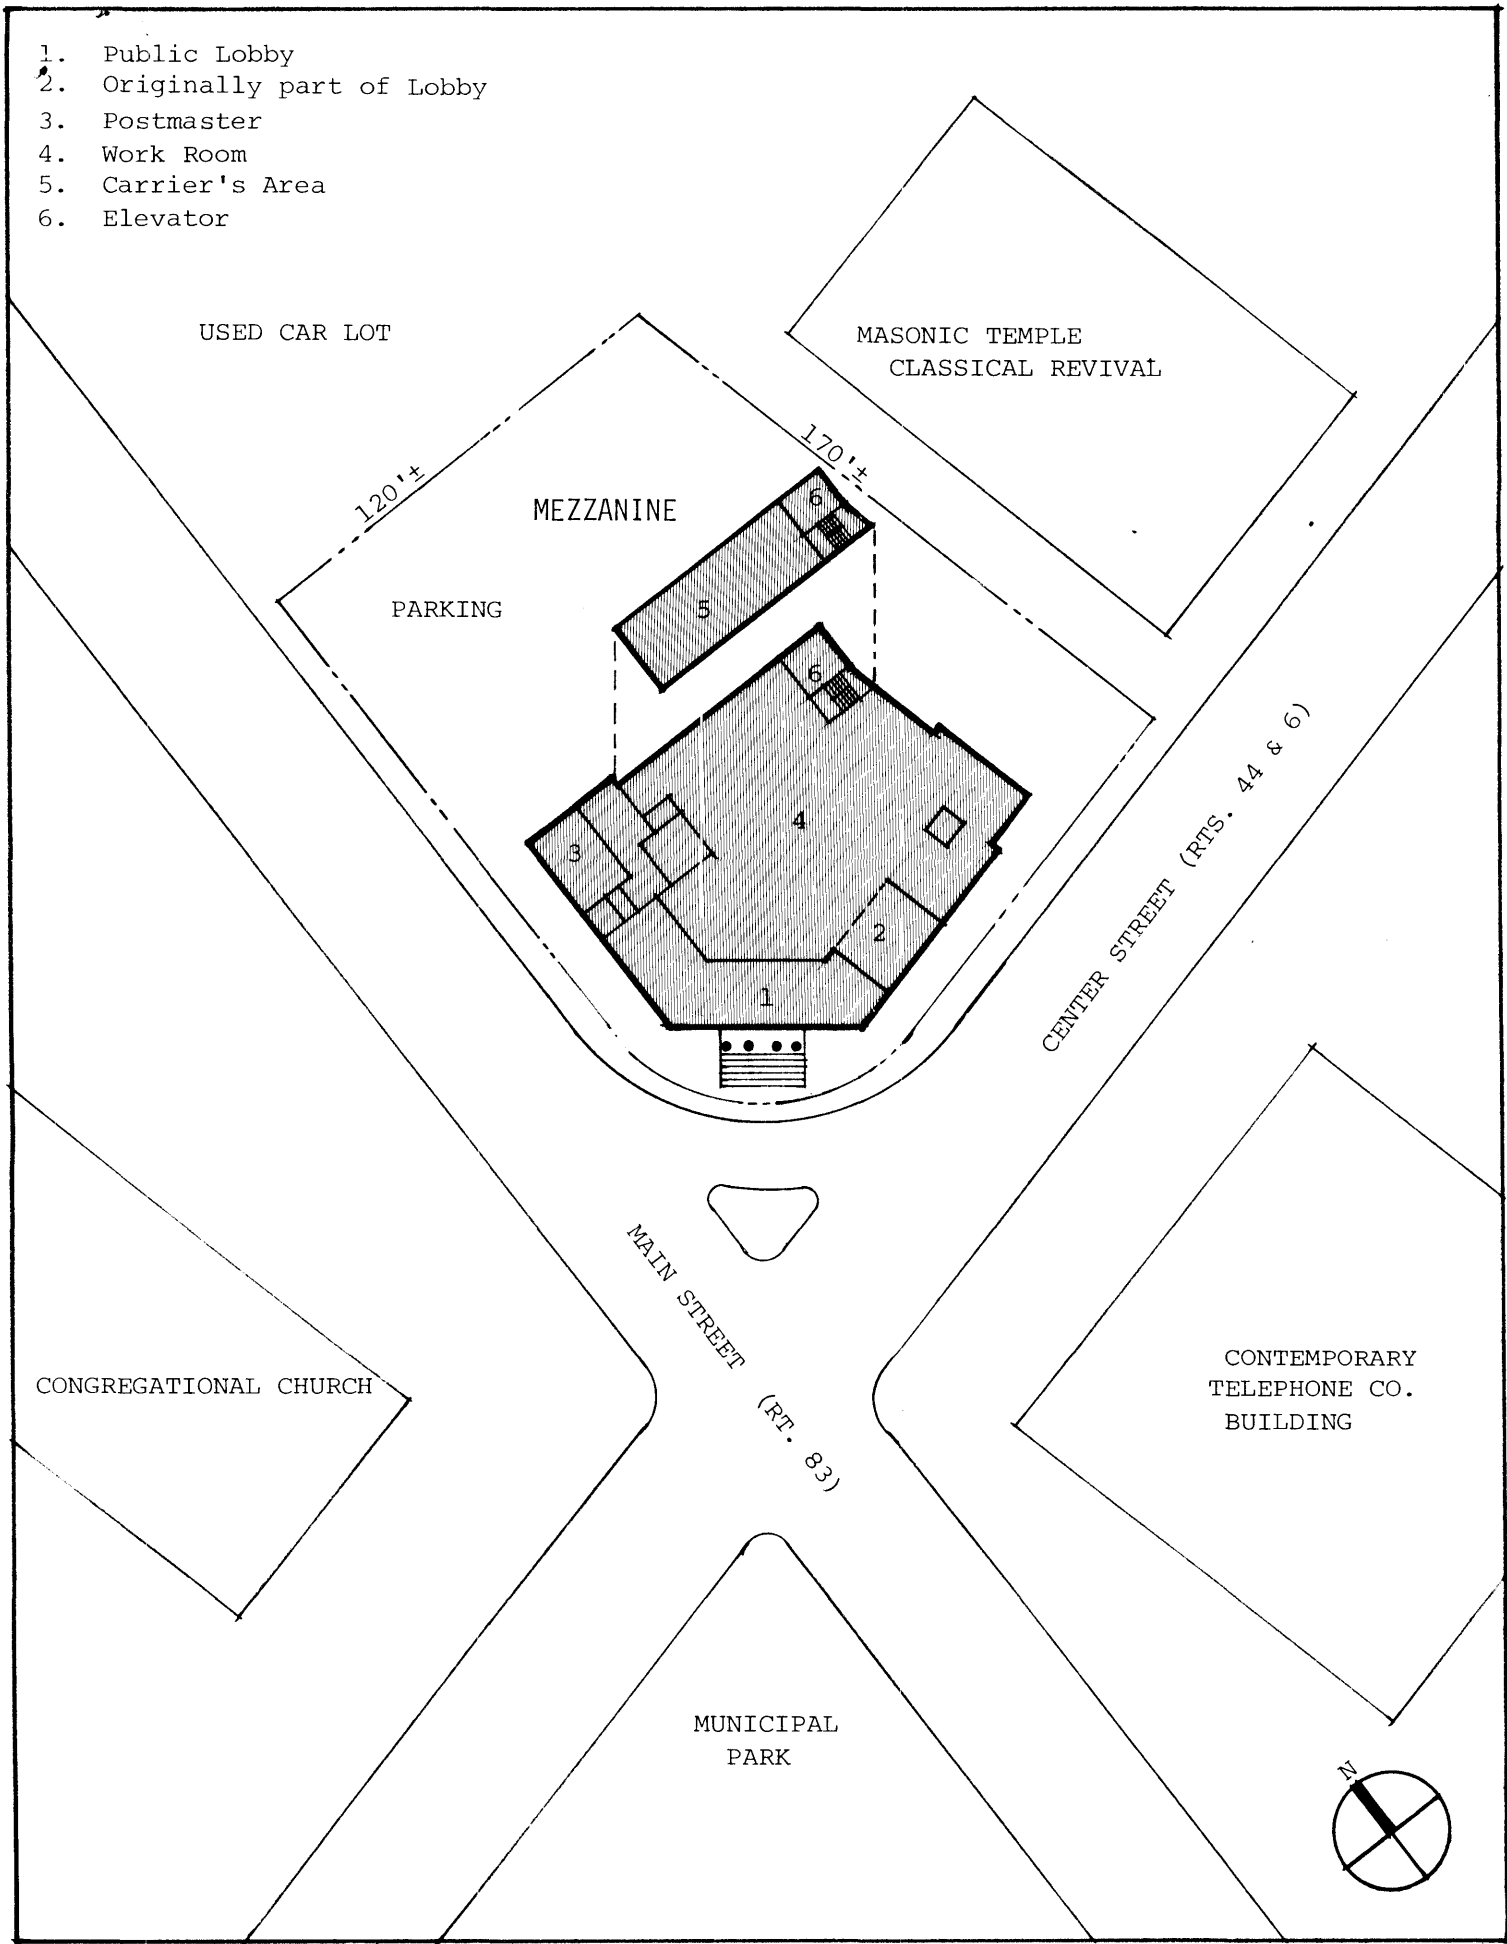 1. Public Lobby
2. Originally part of Lobby
3. Postmaster
4. Work Room
5. Carrier's Area
6. Elevator
USED CAR LOT
MASONIC TEMPLE
CLASSICAL REVIVAL
120'±
170'±
MEZZANINE
6
5
PARKING
6
4
3
2
1
CENTER STREET (RTS. 44 & 6)
MAIN STREET (RT. 83)
CONGREGATIONAL CHURCH
CONTEMPORARY
TELEPHONE CO.
BUILDING
MUNICIPAL
PARK
N